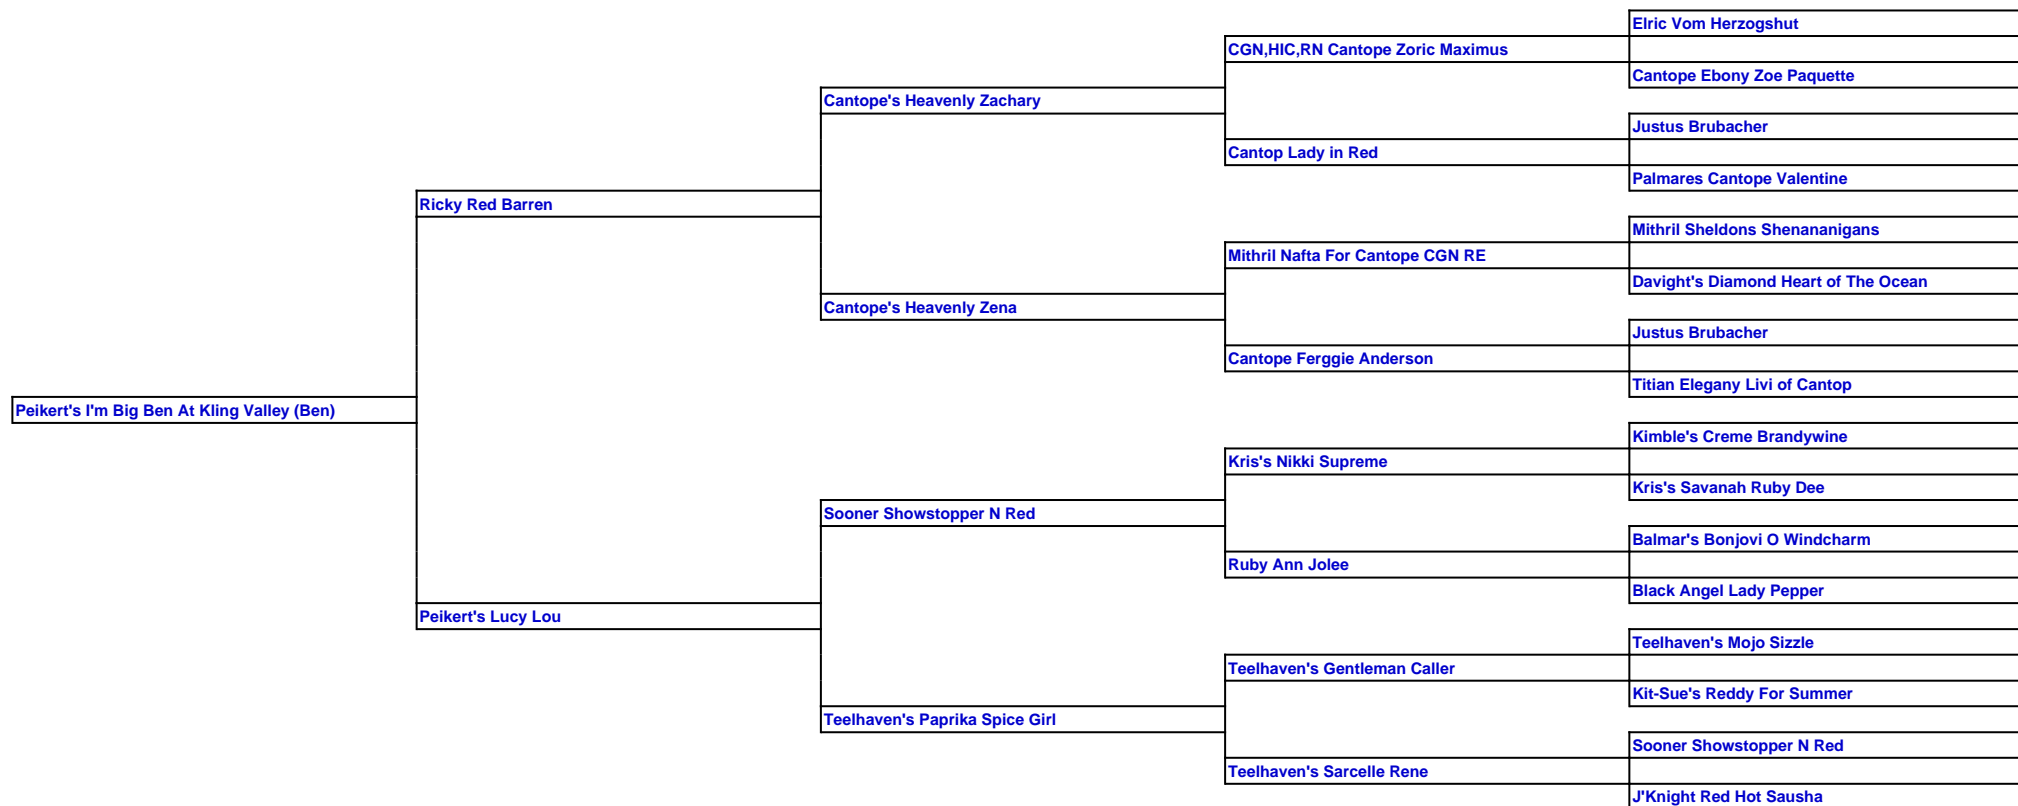 Elric Vom Herzogshut
CGN,HIC,RN Cantope Zoric Maximus
Cantope Ebony Zoe Paquette
Cantope's Heavenly Zachary
Justus Brubacher
Cantop Lady in Red
Palmares Cantope Valentine
Ricky Red Barren
Mithril Sheldons Shenananigans
Mithril Nafta For Cantope CGN RE
Davight's Diamond Heart of The Ocean
Cantope's Heavenly Zena
Justus Brubacher
Cantope Ferggie Anderson
Titian Elegany Livi of Cantop
Peikert's I'm Big Ben At Kling Valley (Ben)
Kimble's Creme Brandywine
Kris's Nikki Supreme
Kris's Savanah Ruby Dee
Sooner Showstopper N Red
Balmar's Bonjovi O Windcharm
Ruby Ann Jolee
Black Angel Lady Pepper
Peikert's Lucy Lou
Teelhaven's Mojo Sizzle
Teelhaven's Gentleman Caller
Kit-Sue's Reddy For Summer
Teelhaven's Paprika Spice Girl
Sooner Showstopper N Red
Teelhaven's Sarcelle Rene
J'Knight Red Hot Sausha